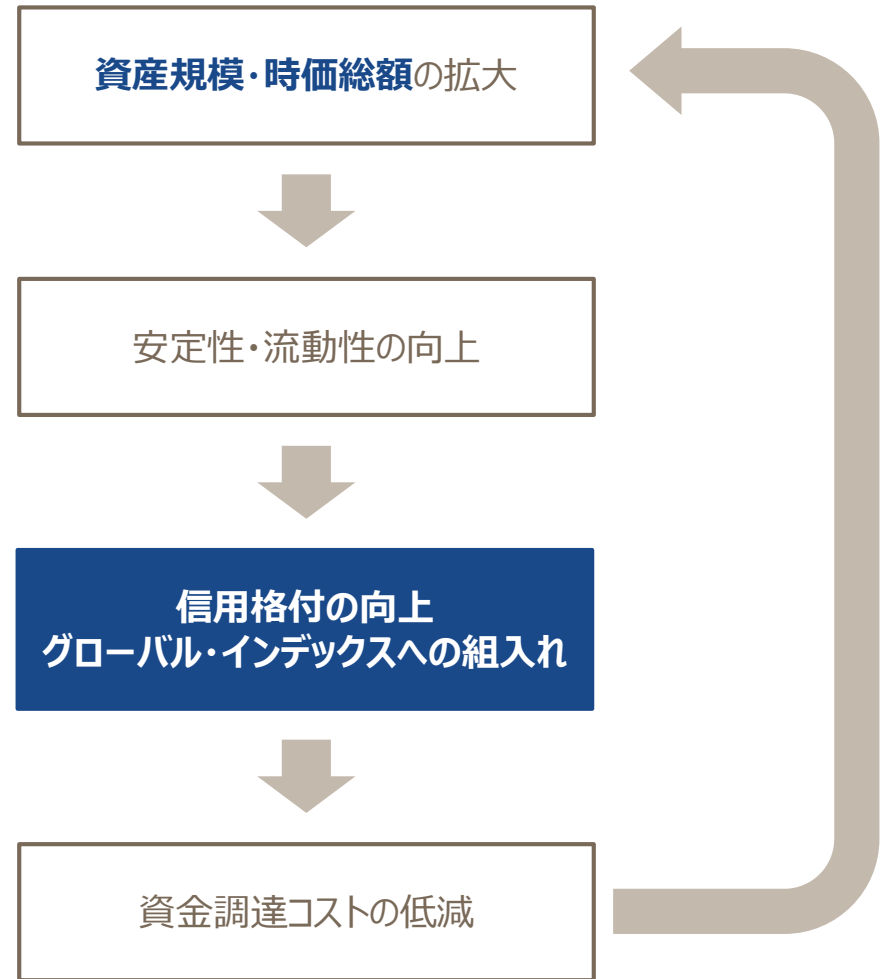 資産規模・時価総額の拡大
安定性・流動性の向上
信用格付の向上
グローバル・インデックスへの組入れ
資金調達コストの低減